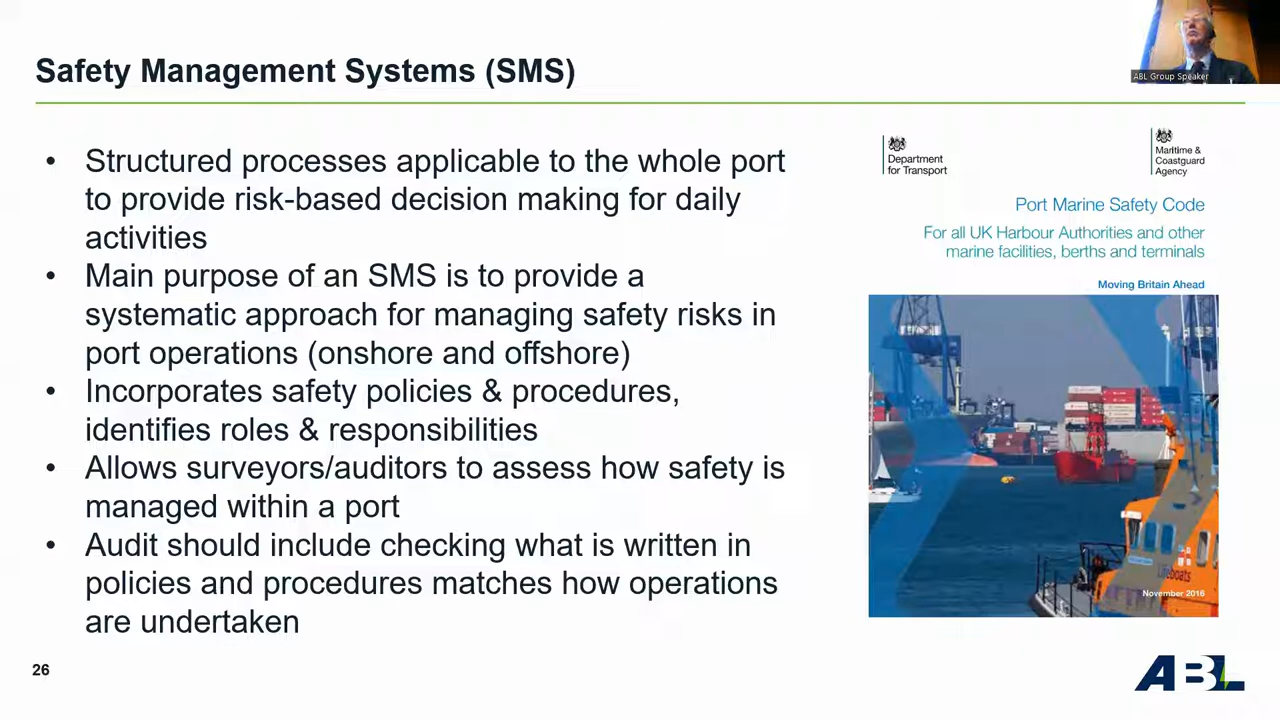 Safety Management Systems (SMS)
ABL Group Speaker
• Structured processes applicable to the whole port
to provide risk-based decision making for daily
activities
• Main purpose of an SMS is to provide a
systematic approach for managing safety risks in
port operations (onshore and offshore)
• Incorporates safety policies & procedures,
identifies roles & responsibilities
• Allows surveyors/auditors to assess how safety is
managed within a port
• Audit should include checking what is written in
policies and procedures matches how operations
are undertaken
Department
for Transport
Maritime &
Coastguard
Agency
Port Marine Safety Code
For all UK Harbour Authorities and other
marine facilities, berths and terminals
Moving Britain Ahead
lifeboats
November 2016
26
ABL